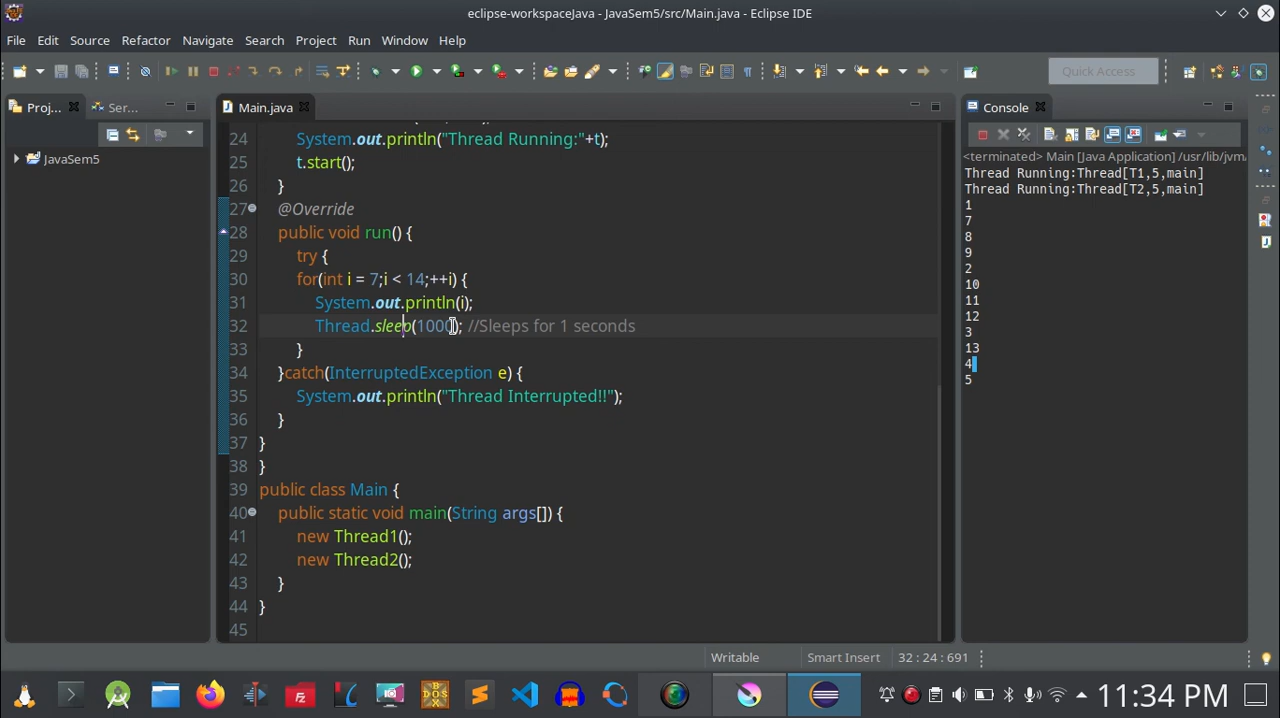 eclipse-workspaceJava - JavaSem5/src/Main.java - Eclipse IDE
File Edit Source Refactor Navigate Search Project Run Window Help
Quick Access
Proj... Ser...
JavaSem5
Main.java
24 System.out.println("Thread Running:"+t);
25 t.start();
26 }
27 @Override
28 public void run() {
29 try {
30 for(int i = 7;i < 14;++i) {
31 System.out.println(i);
32 Thread.sleep(1000); //Sleeps for 1 seconds
33 }
34 }catch(InterruptedException e) {
35 System.out.println("Thread Interrupted!!");
36 }
37 }
38 }
39 public class Main {
40 public static void main(String args[]) {
41 new Thread1();
42 new Thread2();
43 }
44 }
45
Console
<terminated> Main [Java Application] /usr/lib/jvm/
Thread Running:Thread[T1,5,main]
Thread Running:Thread[T2,5,main]
1
7
8
9
2
10
11
12
3
13
4
5
Writable Smart Insert 32 : 24 : 691
11:34 PM